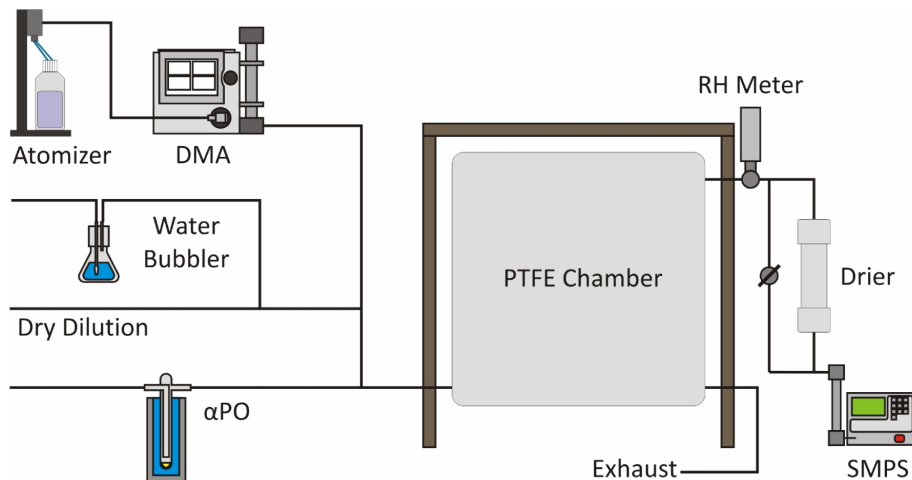 RH Meter
Atomizer
DMA
Water
Bubbler
PTFE Chamber
Drier
Dry Dilution
αPO
Exhaust
SMPS